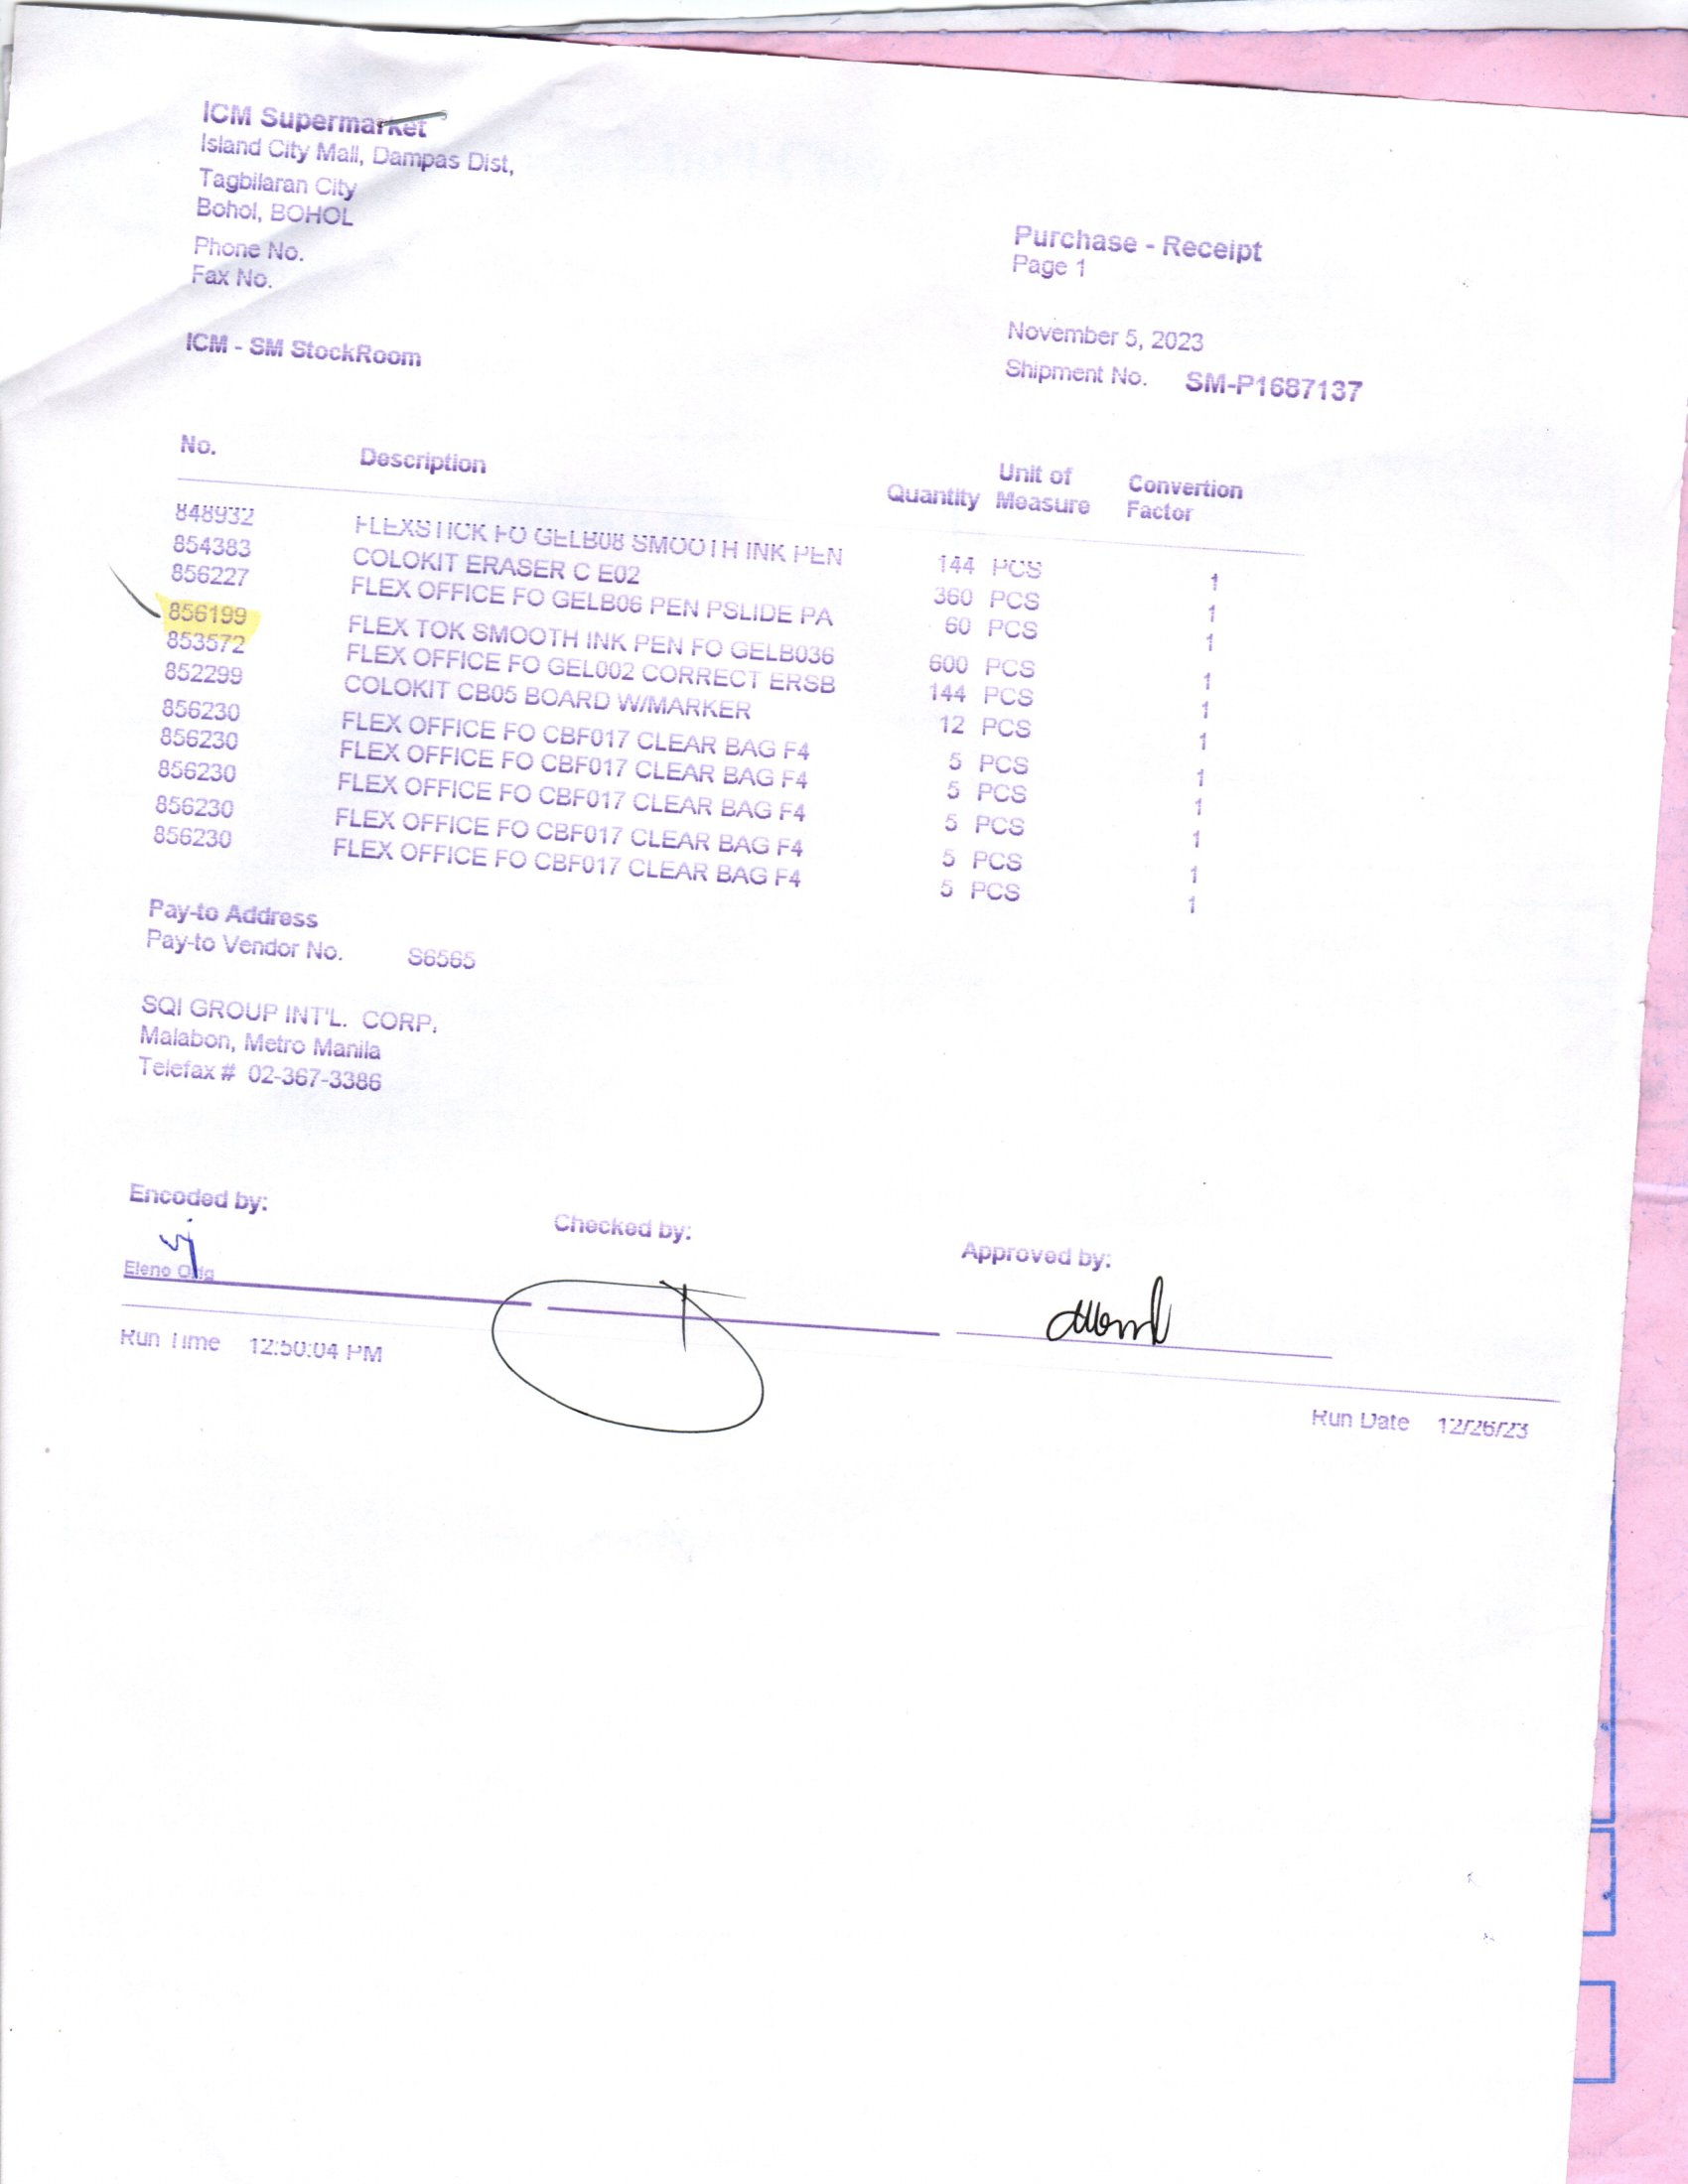 ICM Supermarket
Island City Mall, Dampas Dist,
Tagbilaran City
Bohol, BOHOL
Phone No.
Fax No.
Purchase - Receipt
Page 1
ICM - SM StockRoom
November 5, 2023
Shipment No. SM-P1687137
No. Description Quantity Unit of Measure Convertion Factor
848932 FLEXSTICK FO GELB08 SMOOTH INK PEN 144 PCS 1
854383 COLOKIT ERASER C E02 360 PCS 1
856227 FLEX OFFICE FO GELB06 PEN PSLIDE PA 60 PCS 1
856199 FLEX TOK SMOOTH INK PEN FO GELB036 600 PCS 1
853572 FLEX OFFICE FO GEL002 CORRECT ERSB 144 PCS 1
852299 COLOKIT CB05 BOARD W/MARKER 12 PCS 1
856230 FLEX OFFICE FO CBF017 CLEAR BAG F4 5 PCS 1
856230 FLEX OFFICE FO CBF017 CLEAR BAG F4 5 PCS 1
856230 FLEX OFFICE FO CBF017 CLEAR BAG F4 5 PCS 1
856230 FLEX OFFICE FO CBF017 CLEAR BAG F4 5 PCS 1
856230 FLEX OFFICE FO CBF017 CLEAR BAG F4 5 PCS 1
Pay-to Address
Pay-to Vendor No. S6565
SQI GROUP INT'L. CORP.
Malabon, Metro Manila
Telefax # 02-367-3386
Encoded by: Checked by: Approved by:
Eleno
Run Time 12:50:04 PM
Run Date 12/26/23